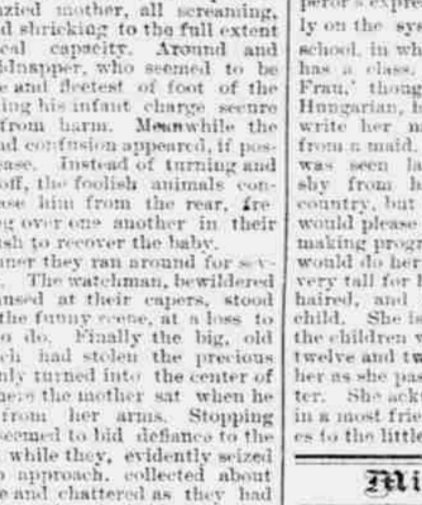 nzied mother, all screaming,
d shrieking to the full extent
cal capacity. Around and
idnapper, who seemed to be
e and fleetest of foot of the
ing his infant charge secure
from harm. Meanwhile the
nd confusion appeared, if pos-
ease. Instead of turning and
off, the foolish animals con-
ase him from the rear, fre-
g over one another in their
ish to recover the baby.
nner they ran around for sev-
. The watchman, bewildered
used at their capers, stood
the funny scene, at a loss to
o do. Finally the big, old
ch had stolen the precious
nly turned into the center of
here the mother sat when he
from her arms. Stopping
seemed to bid defiance to the
while they, evidently seized
o approach, collected about
e and chattered as they had
peror's expre
ly on the sys
school, in wh
has a class.
Frau,' thoug
Hungarian, h
write her m
from a maid.
was seen la
shy from h
country, but
would please
making progr
would do her
very tall for h
haired, and
child. She is
the children w
twelve and tw
her as she pas
ter. She ack
in a most frie
es to the little
Mi